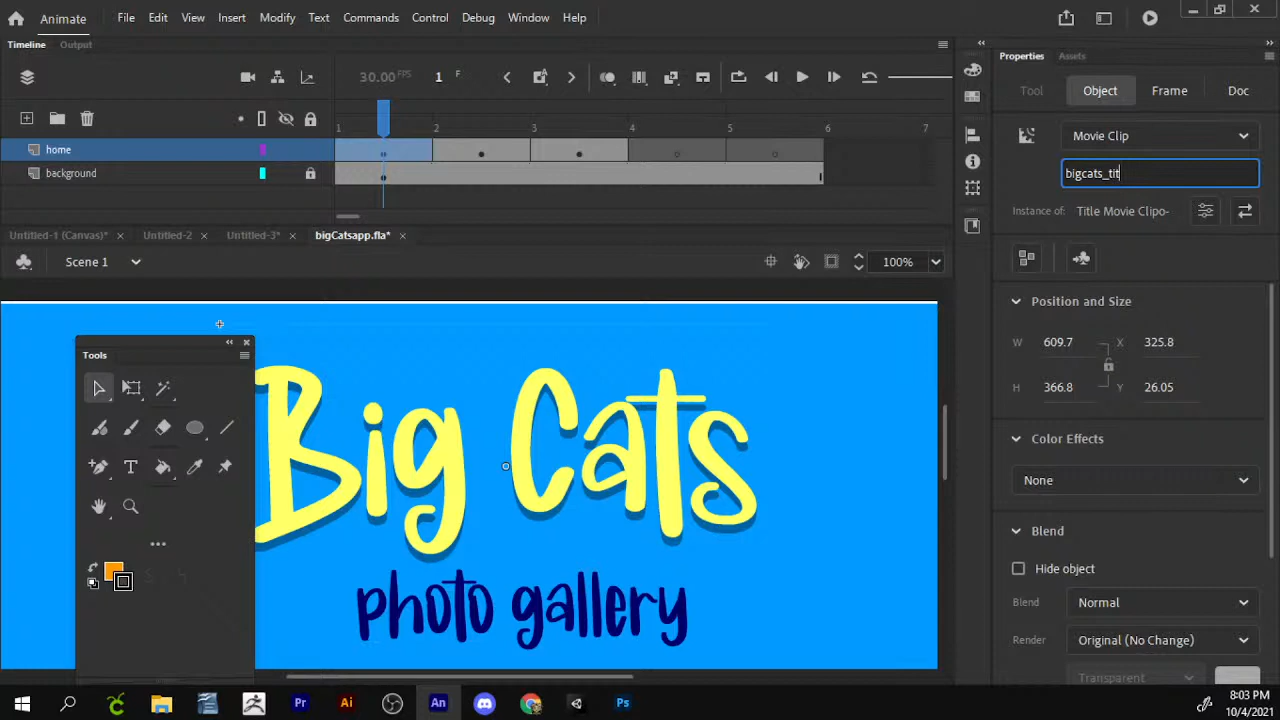 Animate File Edit View Insert Modify Text Commands Control Debug Window Help
Timeline Output
Properties Assets
30.00 FPS 1 F
Tool Object Frame Doc
1 2 3 4 5 6 7
Movie Clip
home
bigcats_tit
background
Instance of: Title Movie Clipo-
Untitled-1 (Canvas)* × Untitled-2 × Untitled-3* × bigCatsapp.fla* ×
Scene 1 100%
Position and Size
W 609.7 X 325.8
H 366.8 Y 26.05
Tools
Big Cats
photo gallery
Color Effects
None
Blend
Hide object
Blend Normal
Render Original (No Change)
Transparent
Pr Ai An Ps
8:03 PM
10/4/2021